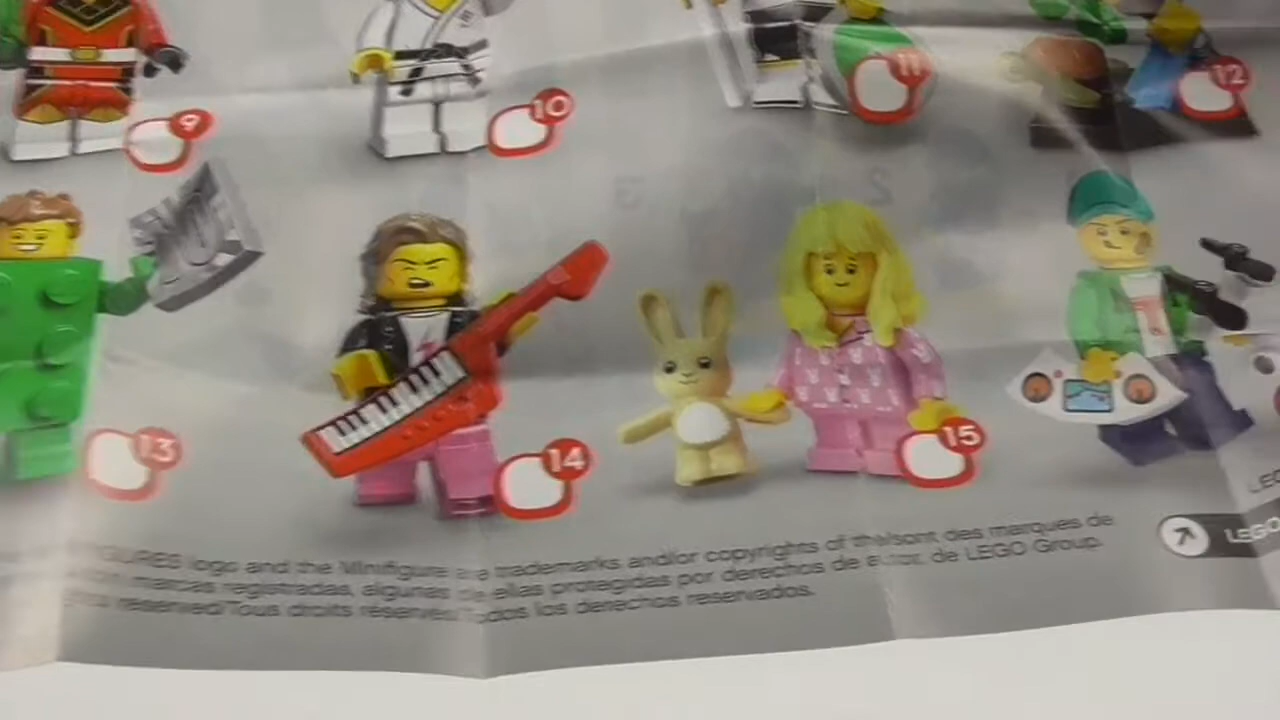 9
10
11
12
13
14
15
logo and the Minifigure are trademarks and/or copyrights of the/sont des marques de
marcas registradas, algunas de ellas protegidas por derechos de autor, de LEGO Group.
reserved/Tous droits réservés/Todos los derechos reservados.
LEGO